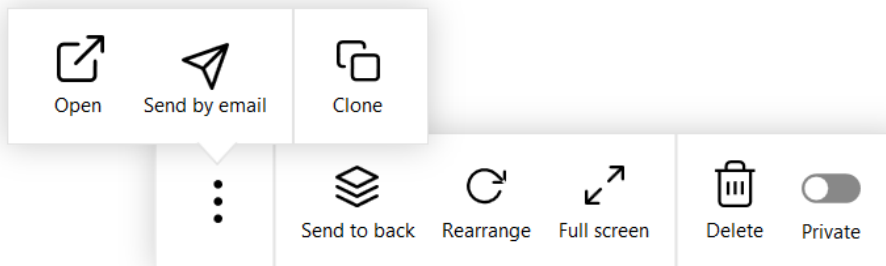 Open
Send by email
Clone
Send to back
Rearrange
Full screen
Delete
Private